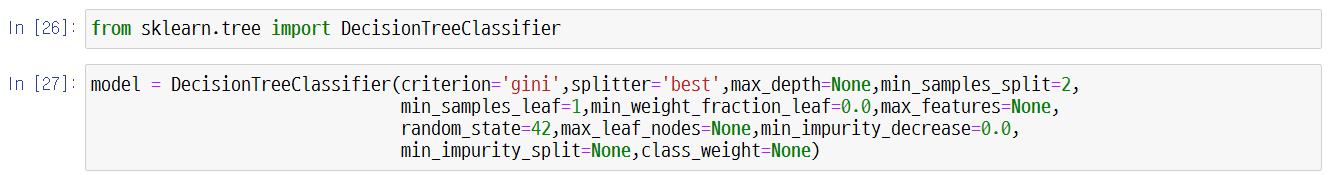 In [26]: from sklearn.tree import DecisionTreeClassifier
In [27]: model = DecisionTreeClassifier(criterion='gini',splitter='best',max_depth=None,min_samples_split=2,
min_samples_leaf=1,min_weight_fraction_leaf=0.0,max_features=None,
random_state=42,max_leaf_nodes=None,min_impurity_decrease=0.0,
min_impurity_split=None,class_weight=None)